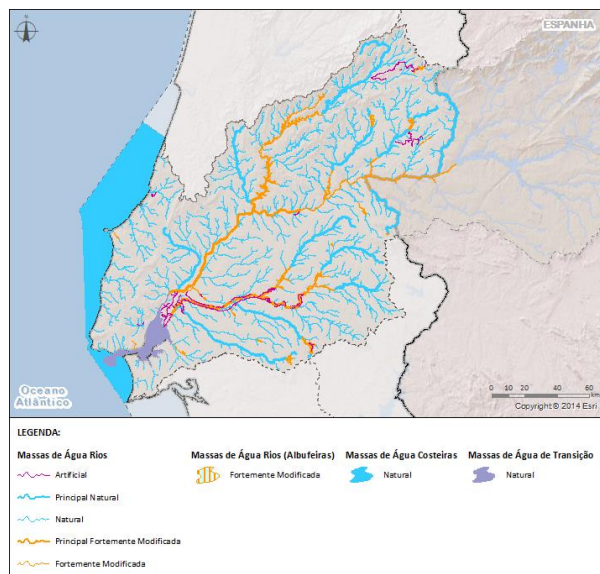 ESPANHA
Oceano
Atlântico
0 10 20 40 60
km
Copyright © 2014 Esri
LEGENDA:
Massas de Água Rios
Artificial
Principal Natural
Natural
Principal Fortemente Modificada
Fortemente Modificada
Massas de Água Rios (Albufeiras)
Fortemente Modificada
Massas de Água Costeiras
Natural
Massas de Água de Transição
Natural